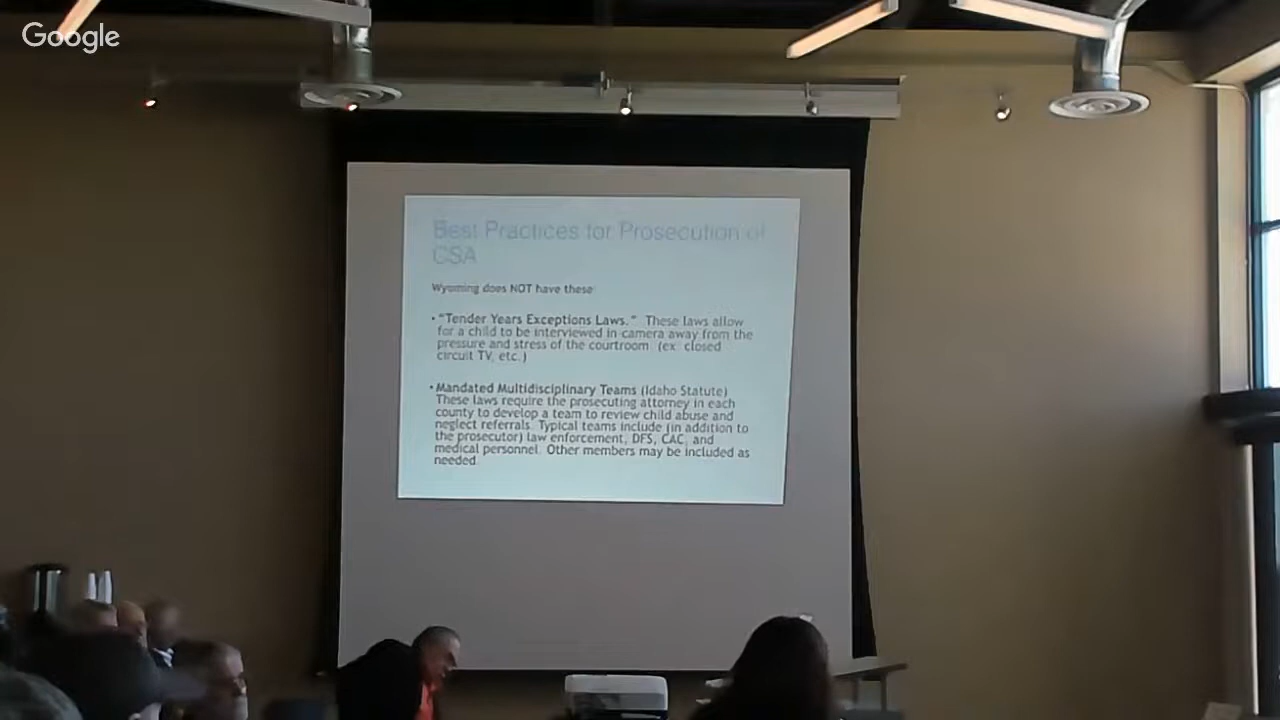 Google
Best Practices for Prosecution of
CSA
Wyoming does NOT have these
• "Tender Years Exceptions Laws." These laws allow
for a child to be interviewed in camera away from the
pressure and stress of the courtroom. (ex: closed
circuit TV, etc.)
• Mandated Multidisciplinary Teams (Idaho Statute)
These laws require the prosecuting attorney in each
county to develop a team to review child abuse and
neglect referrals. Typical teams include (in addition to
the prosecutor) law enforcement, DFS, CAC, and
medical personnel. Other members may be included as
needed.